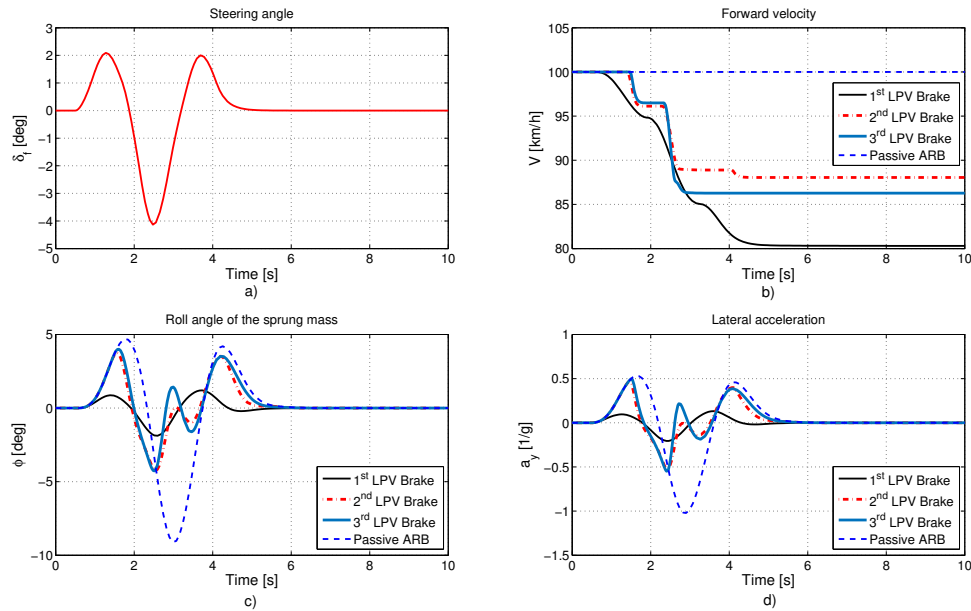 Steering angle
3
2
1
0
−1
−2
−3
−4
−5
δ_f [deg]
0 2 4 6 8 10
Time [s]
a)
Forward velocity
105
100
95
90
85
80
V [km/h]
1st LPV Brake
2nd LPV Brake
3rd LPV Brake
Passive ARB
0 2 4 6 8 10
Time [s]
b)
Roll angle of the sprung mass
5
0
−5
−10
ϕ [deg]
1st LPV Brake
2nd LPV Brake
3rd LPV Brake
Passive ARB
0 2 4 6 8 10
Time [s]
c)
Lateral acceleration
1
0.5
0
−0.5
−1
−1.5
a_y [1/g]
1st LPV Brake
2nd LPV Brake
3rd LPV Brake
Passive ARB
0 2 4 6 8 10
Time [s]
d)